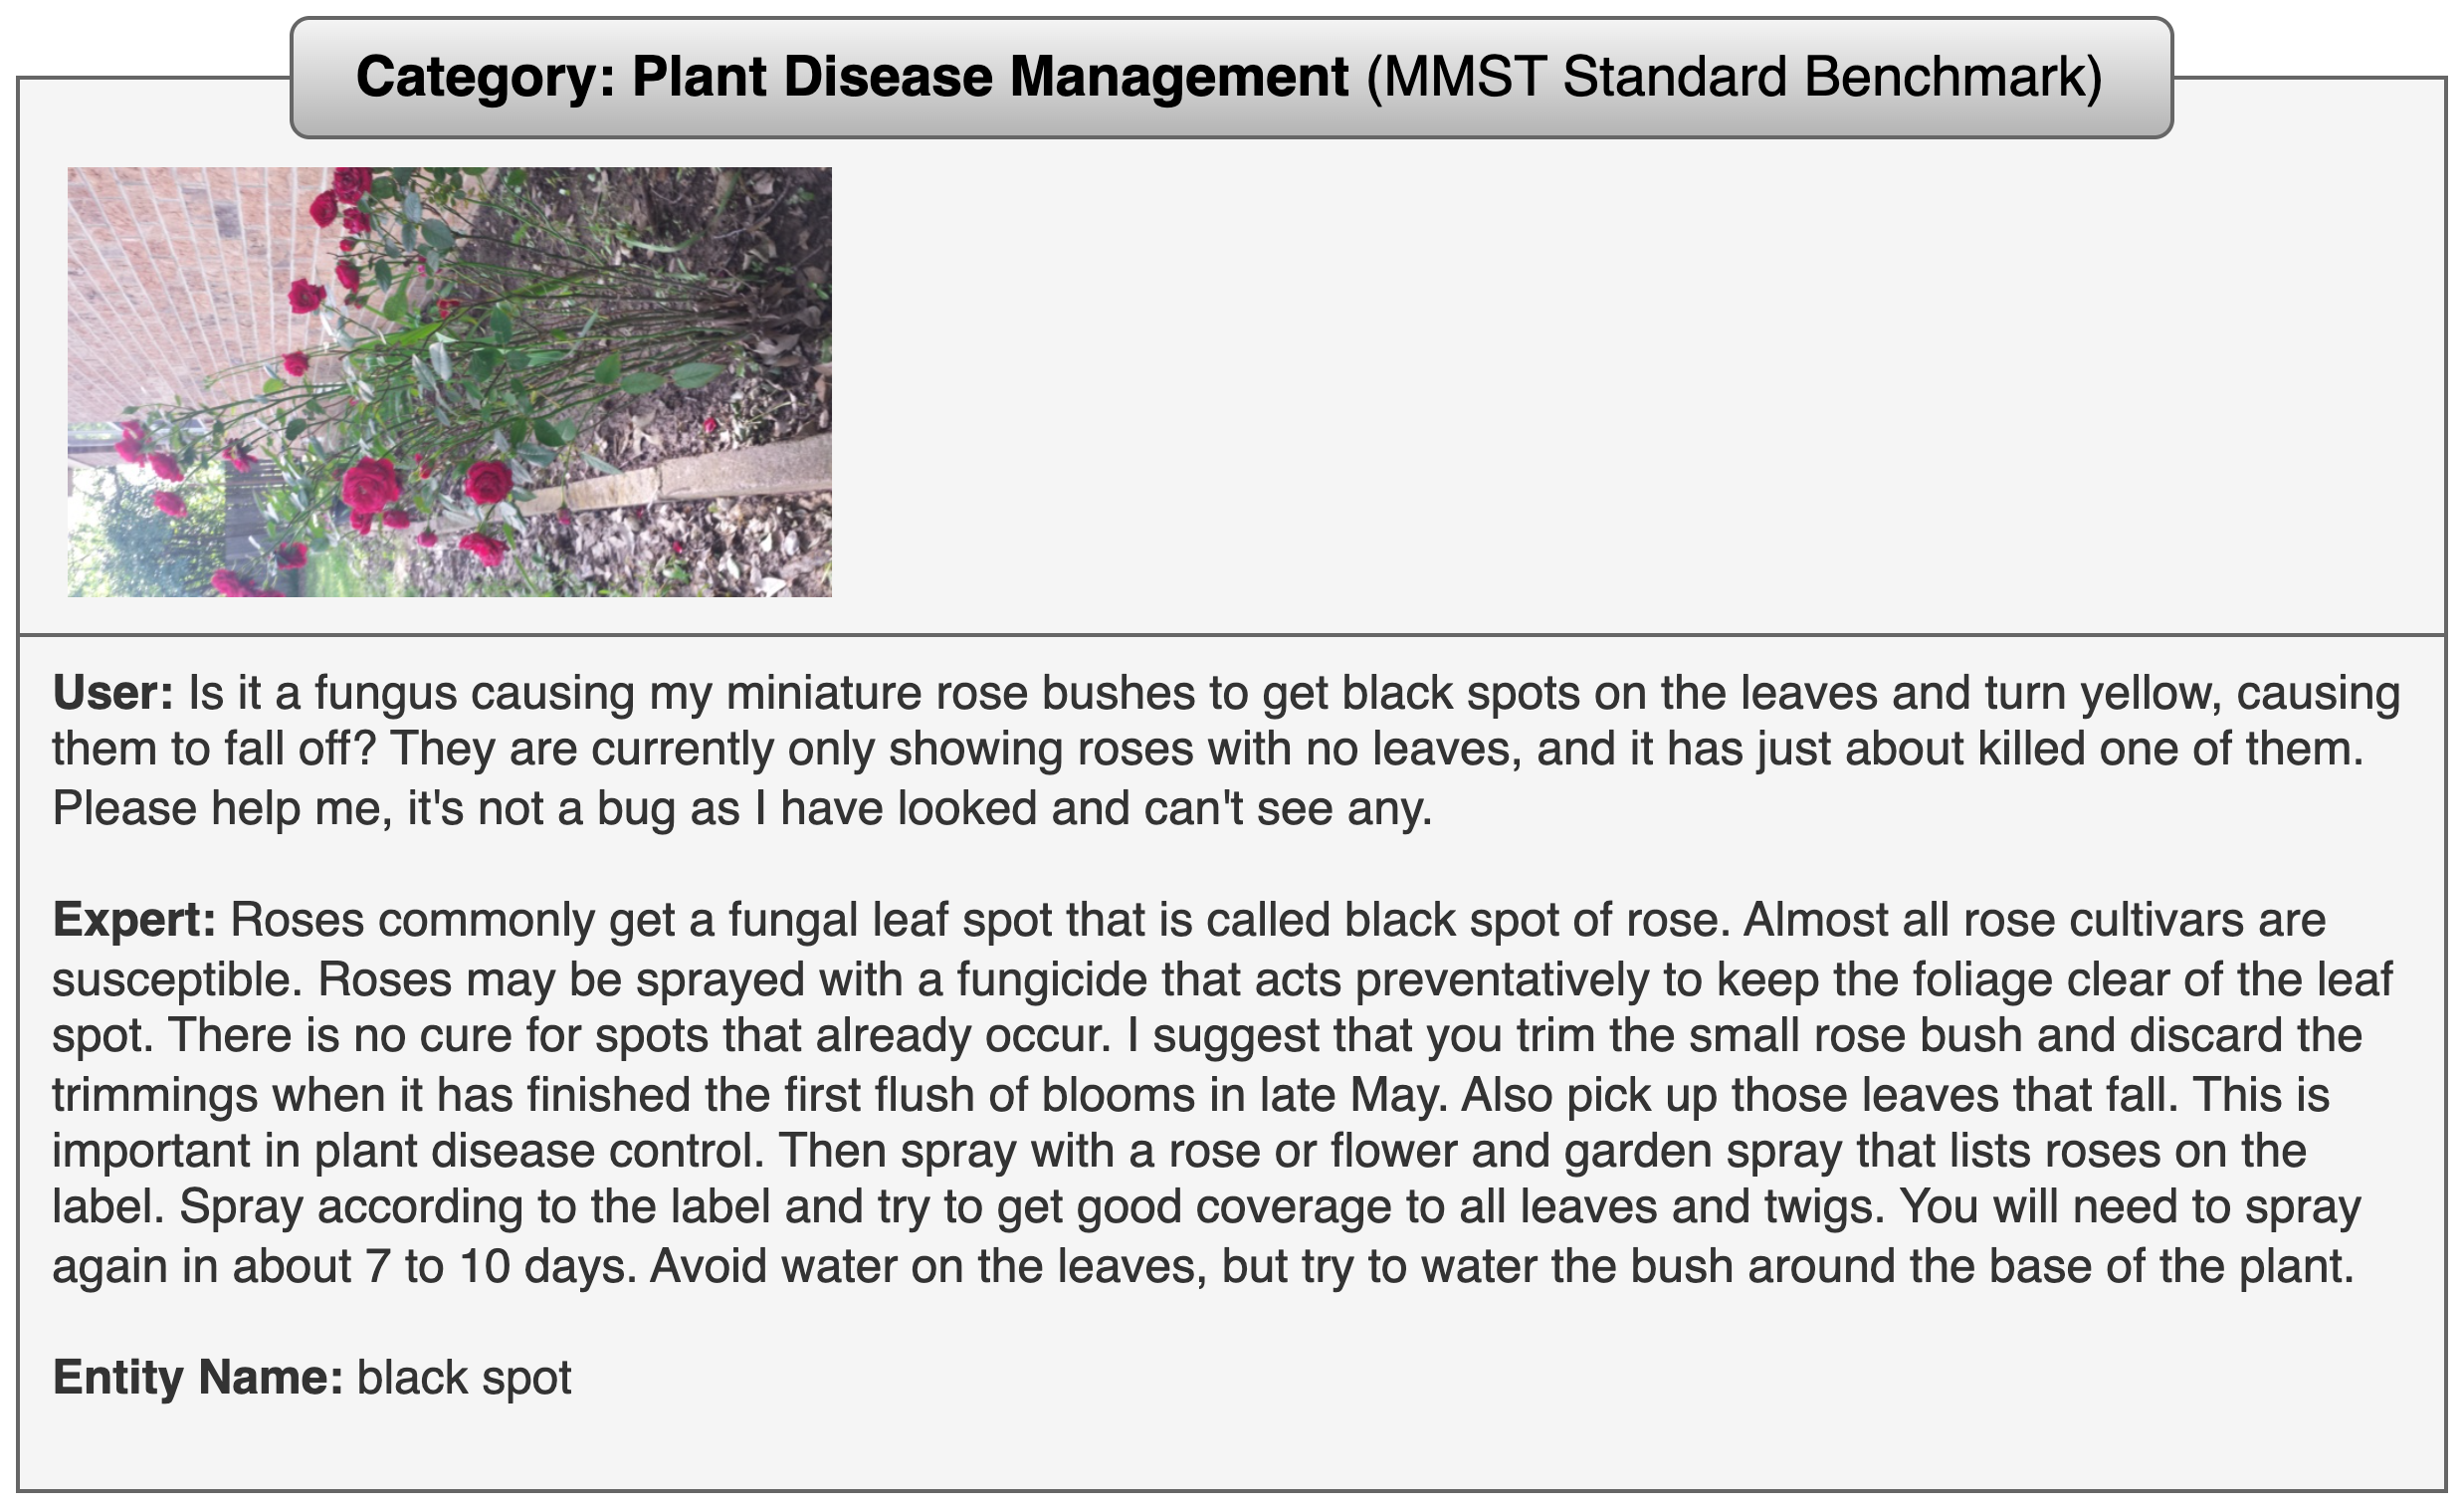 Category: Plant Disease Management (MMST Standard Benchmark)
User: Is it a fungus causing my miniature rose bushes to get black spots on the leaves and turn yellow, causing
them to fall off? They are currently only showing roses with no leaves, and it has just about killed one of them.
Please help me, it's not a bug as I have looked and can't see any.
Expert: Roses commonly get a fungal leaf spot that is called black spot of rose. Almost all rose cultivars are
susceptible. Roses may be sprayed with a fungicide that acts preventatively to keep the foliage clear of the leaf
spot. There is no cure for spots that already occur. I suggest that you trim the small rose bush and discard the
trimmings when it has finished the first flush of blooms in late May. Also pick up those leaves that fall. This is
important in plant disease control. Then spray with a rose or flower and garden spray that lists roses on the
label. Spray according to the label and try to get good coverage to all leaves and twigs. You will need to spray
again in about 7 to 10 days. Avoid water on the leaves, but try to water the bush around the base of the plant.
Entity Name: black spot